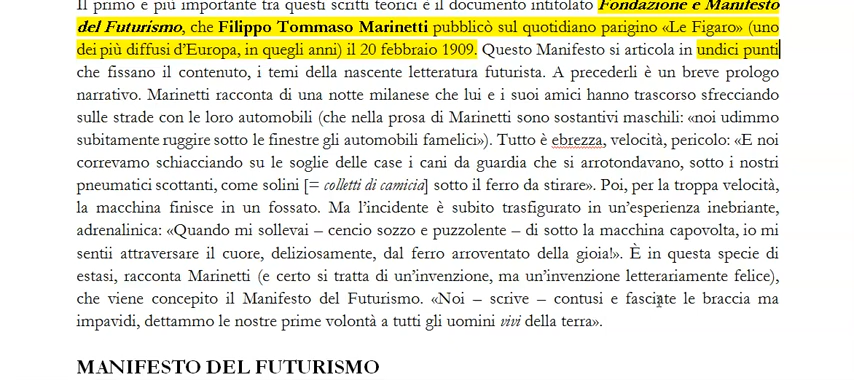 Il primo e più importante tra questi scritti teorici è il documento intitolato Fondazione e Manifesto
del Futurismo, che Filippo Tommaso Marinetti pubblicò sul quotidiano parigino «Le Figaro» (uno
dei più diffusi d'Europa, in quegli anni) il 20 febbraio 1909. Questo Manifesto si articola in undici punti
che fissano il contenuto, i temi della nascente letteratura futurista. A precederli è un breve prologo
narrativo. Marinetti racconta di una notte milanese che lui e i suoi amici hanno trascorso sfrecciando
sulle strade con le loro automobili (che nella prosa di Marinetti sono sostantivi maschili: «noi udimmo
subitamente ruggire sotto le finestre gli automobili famelici»). Tutto è ebrezza, velocità, pericolo: «E noi
correvamo schiacciando su le soglie delle case i cani da guardia che si arrotondavano, sotto i nostri
pneumatici scottanti, come solini [= colletti di camicia] sotto il ferro da stirare». Poi, per la troppa velocità,
la macchina finisce in un fossato. Ma l'incidente è subito trasfigurato in un'esperienza inebriante,
adrenalinica: «Quando mi sollevai – cencio sozzo e puzzolente – di sotto la macchina capovolta, io mi
sentii attraversare il cuore, deliziosamente, dal ferro arroventato della gioia!». È in questa specie di
estasi, racconta Marinetti (e certo si tratta di un'invenzione, ma un'invenzione letterariamente felice),
che viene concepito il Manifesto del Futurismo. «Noi – scrive – contusi e fasciate le braccia ma
impavidi, dettammo le nostre prime volontà a tutti gli uomini vivi della terra».
MANIFESTO DEL FUTURISMO